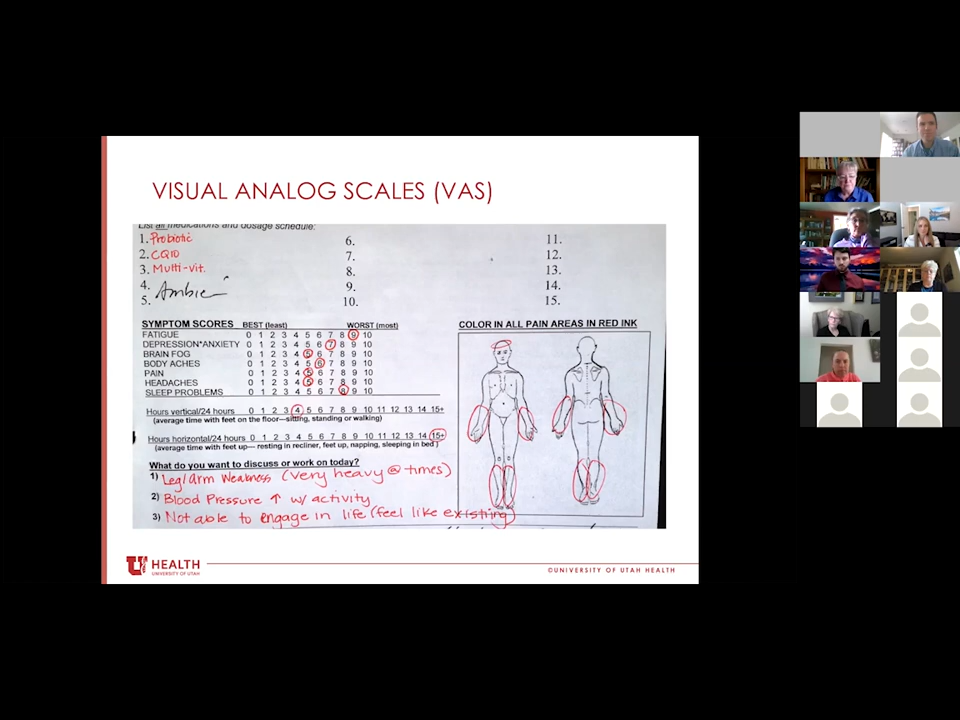 VISUAL ANALOG SCALES (VAS)
List all medications and dosage schedule:
1. Probiotic 6. 11.
2. CQ10 7. 12.
3. Multi-vit. 8. 13.
4. Ambie 9. 14.
5. 10. 15.
SYMPTOM SCORES BEST (least) WORST (most)
FATIGUE 0 1 2 3 4 5 6 7 8 9 10
DEPRESSION*ANXIETY 0 1 2 3 4 5 6 7 8 9 10
BRAIN FOG 0 1 2 3 4 5 6 7 8 9 10
BODY ACHES 0 1 2 3 4 5 6 7 8 9 10
PAIN 0 1 2 3 4 5 6 7 8 9 10
HEADACHES 0 1 2 3 4 5 6 7 8 9 10
SLEEP PROBLEMS 0 1 2 3 4 5 6 7 8 9 10
Hours vertical/24 hours 0 1 2 3 4 5 6 7 8 9 10 11 12 13 14 15+
(average time with feet on the floor—sitting, standing or walking)
Hours horizontal/24 hours 0 1 2 3 4 5 6 7 8 9 10 11 12 13 14 15+
(average time with feet up— resting in recliner, feet up, napping, sleeping in bed)
What do you want to discuss or work on today?
1) Leg/Arm Weakness (very heavy @ times)
2) Blood Pressure ↑ w/ activity
3) Not able to engage in life (feel like existing)
COLOR IN ALL PAIN AREAS IN RED INK
U HEALTH
UNIVERSITY OF UTAH
©UNIVERSITY OF UTAH HEALTH